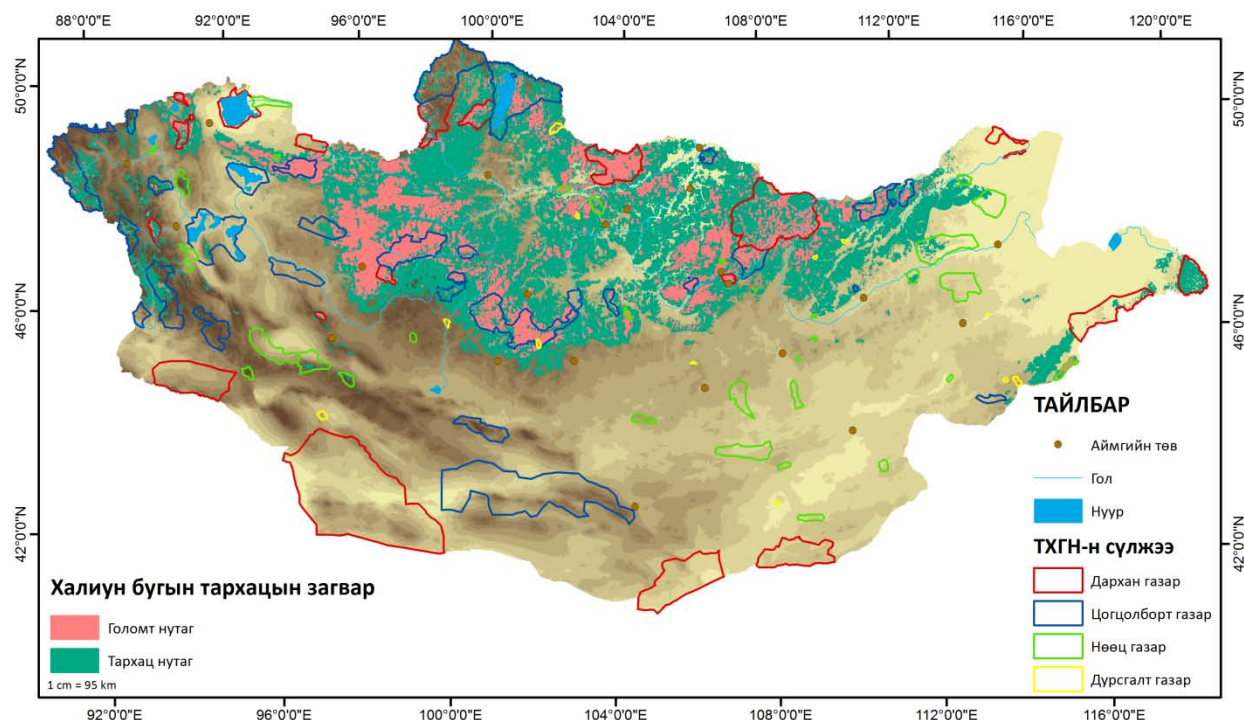 88°0'0"E 92°0'0"E 96°0'0"E 100°0'0"E 104°0'0"E 108°0'0"E 112°0'0"E 116°0'0"E 120°0'0"E
50°0'0"N
50°0'0"N
46°0'0"N
46°0'0"N
42°0'0"N
42°0'0"N
ТАЙЛБАР
Аймгийн төв
Гол
Нуур
ТХГН-н сүлжээ
Дархан газар
Цогцолборт газар
Нөөц газар
Дурсгалт газар
Халиун бугын тархацын загвар
Голомт нутаг
Тархац нутаг
1 cm = 95 km
92°0'0"E 96°0'0"E 100°0'0"E 104°0'0"E 108°0'0"E 112°0'0"E 116°0'0"E